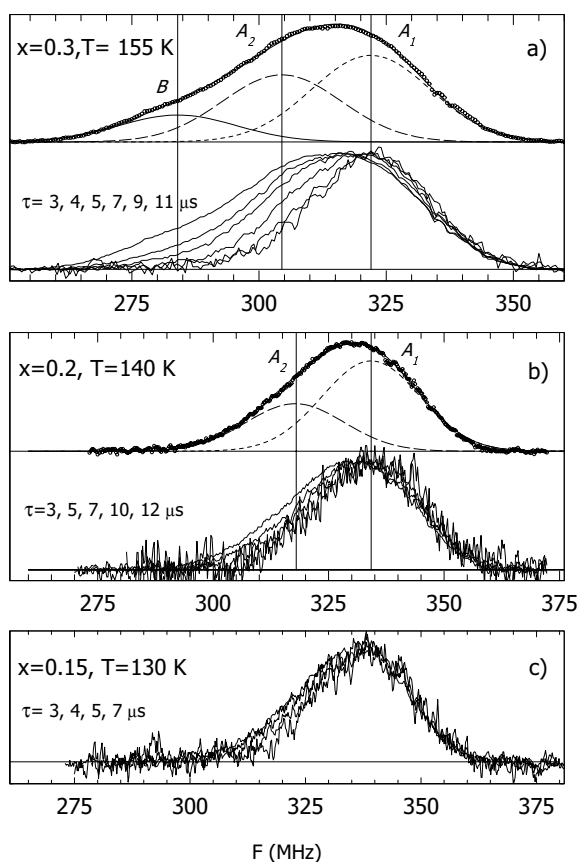 x=0.3,T= 155 K
B
A2
A1
a)
τ= 3, 4, 5, 7, 9, 11 μs
275 300 325 350
x=0.2, T=140 K
A2
A1
b)
τ=3, 5, 7, 10, 12 μs
275 300 325 350 375
x=0.15, T=130 K
c)
τ= 3, 4, 5, 7 μs
275 300 325 350 375
F (MHz)